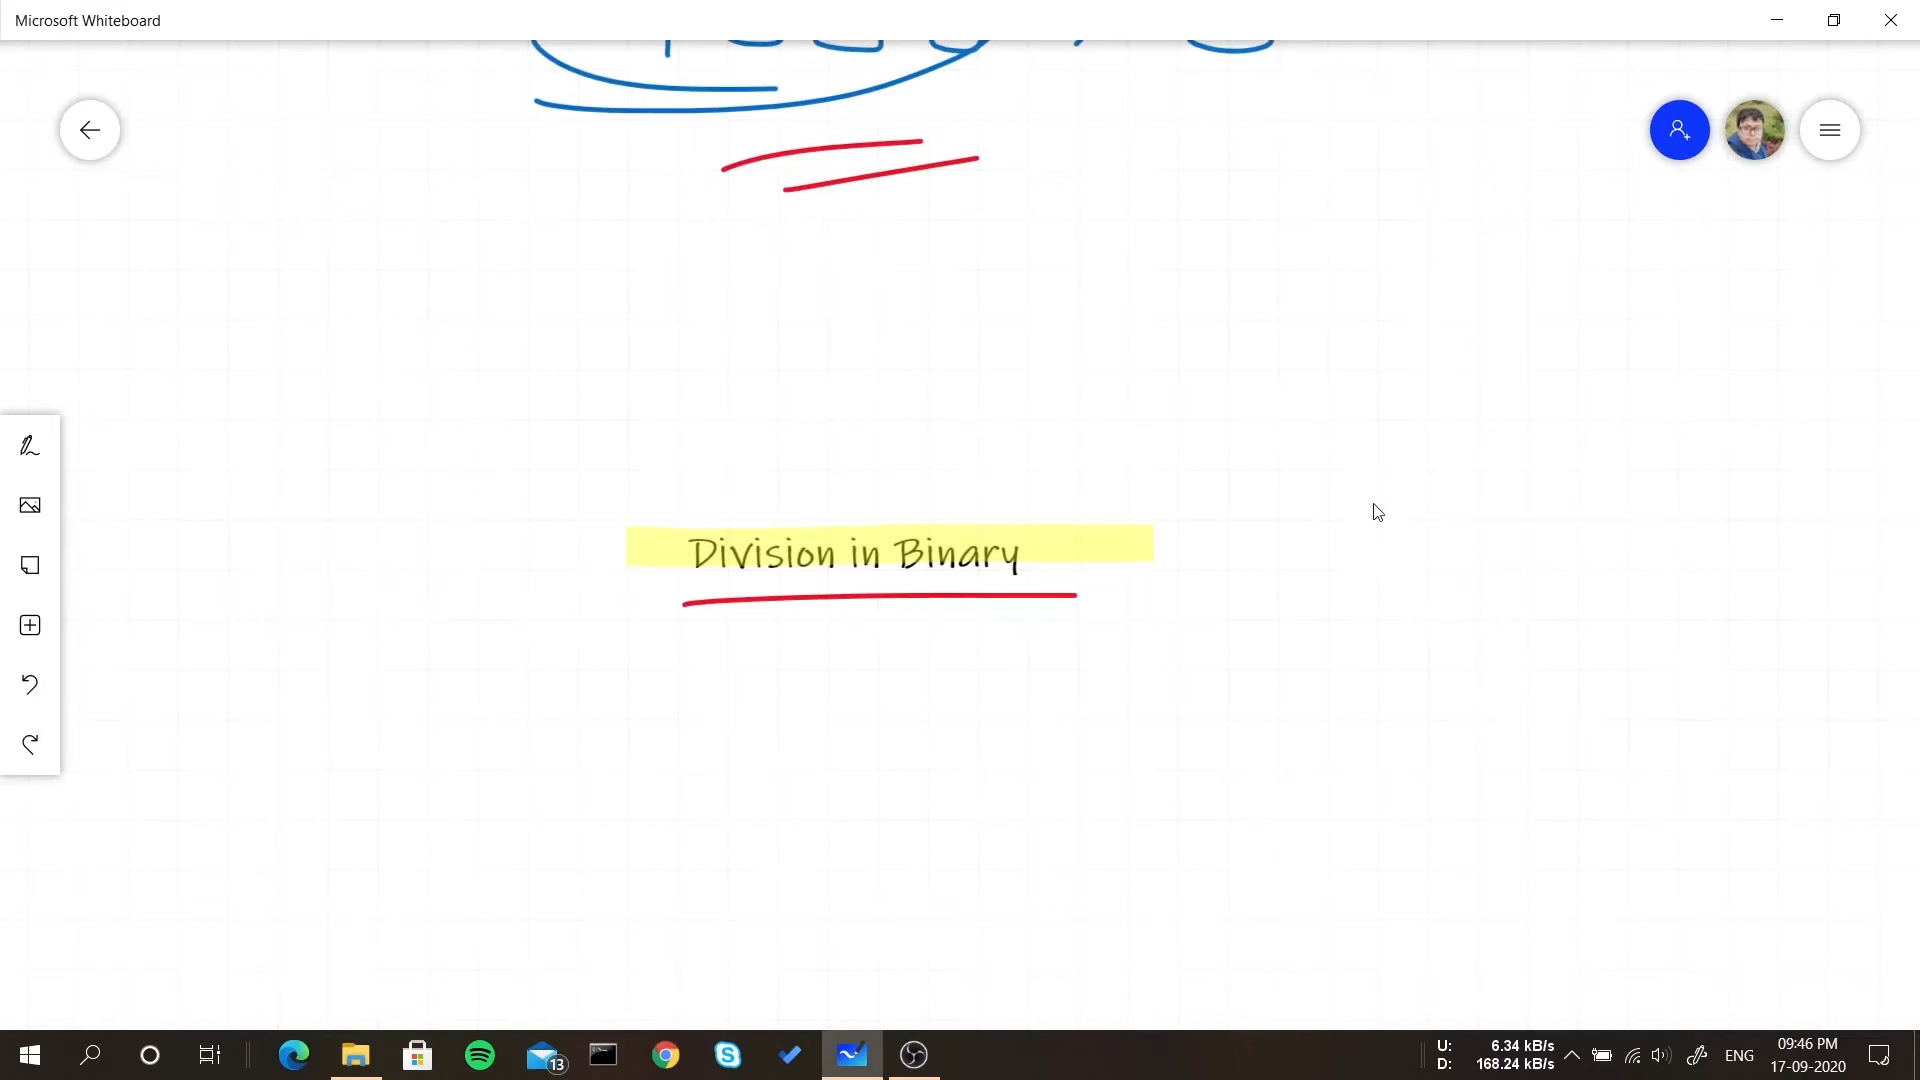 Microsoft Whiteboard
Division in Binary
13
U: 6.34 kB/s
D: 168.24 kB/s
ENG
09:46 PM
17-09-2020